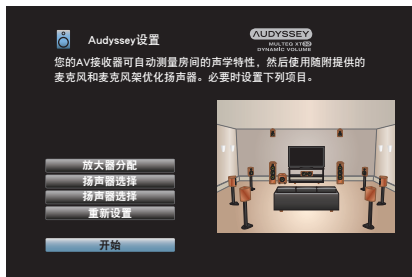 Audyssey设置
AUDYSSEY
MULTEQ XT32
DYNAMIC VOLUME
您的AV接收器可自动测量房间的声学特性，然后使用随附提供的
麦克风和麦克风架优化扬声器。必要时设置下列项目。
放大器分配
扬声器选择
扬声器选择
重新设置
开始